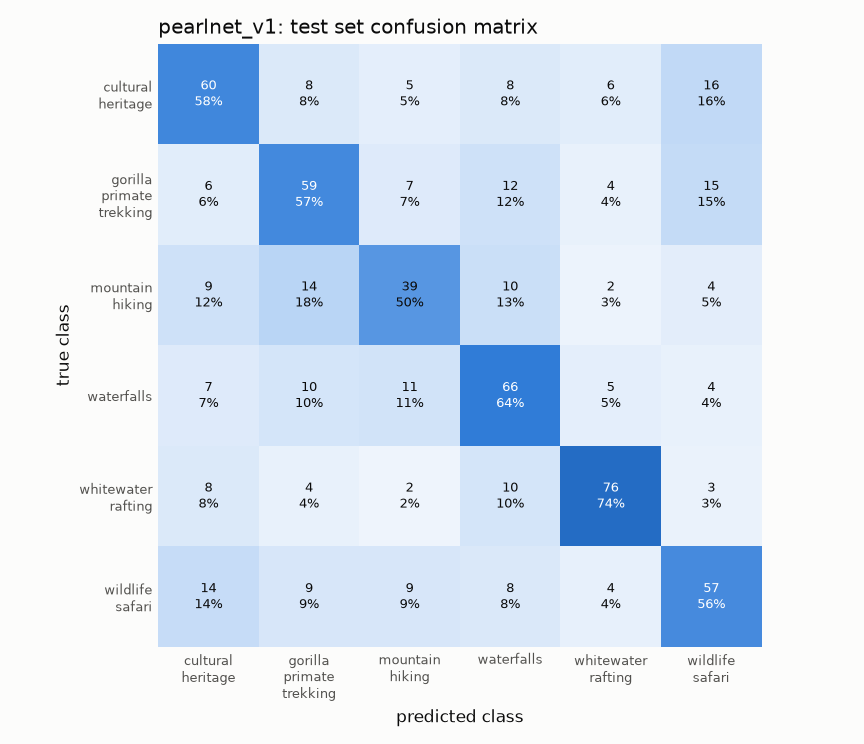 pearlnet_v1: test set confusion matrix
true class
cultural
heritage
60 8 5 8 6 16
58% 8% 5% 8% 6% 16%
gorilla
primate
trekking
6 59 7 12 4 15
6% 57% 7% 12% 4% 15%
mountain
hiking
9 14 39 10 2 4
12% 18% 50% 13% 3% 5%
waterfalls
7 10 11 66 5 4
7% 10% 11% 64% 5% 4%
whitewater
rafting
8 4 2 10 76 3
8% 4% 2% 10% 74% 3%
wildlife
safari
14 9 9 8 4 57
14% 9% 9% 8% 4% 56%
cultural
heritage
gorilla
primate
trekking
mountain
hiking
waterfalls
whitewater
rafting
wildlife
safari
predicted class